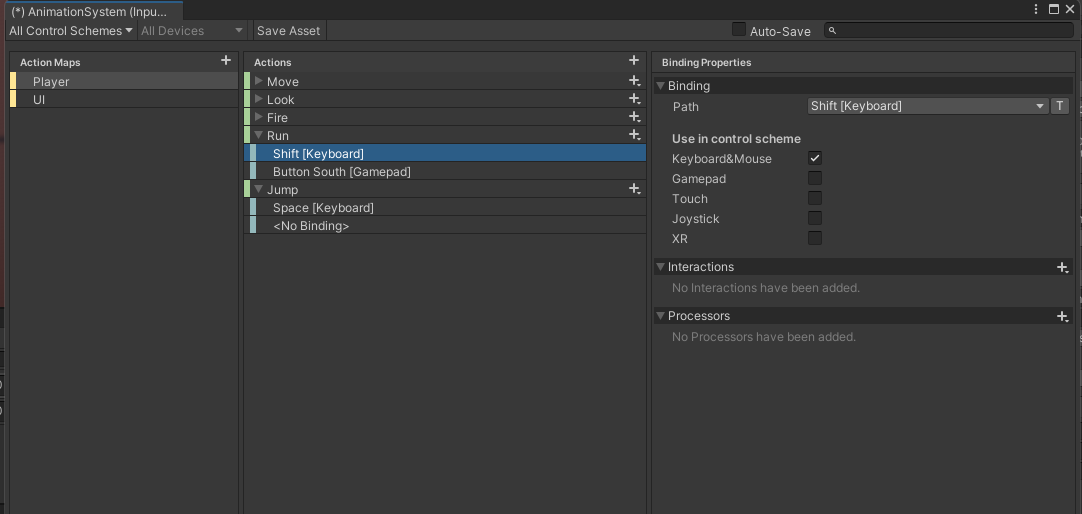 (*) AnimationSystem (Inpu...
All Control Schemes All Devices Save Asset Auto-Save
Action Maps
Player
UI
Actions
Move
Look
Fire
Run
Shift [Keyboard]
Button South [Gamepad]
Jump
Space [Keyboard]
<No Binding>
Binding Properties
Binding
Path Shift [Keyboard] T
Use in control scheme
Keyboard&Mouse
Gamepad
Touch
Joystick
XR
Interactions
No Interactions have been added.
Processors
No Processors have been added.